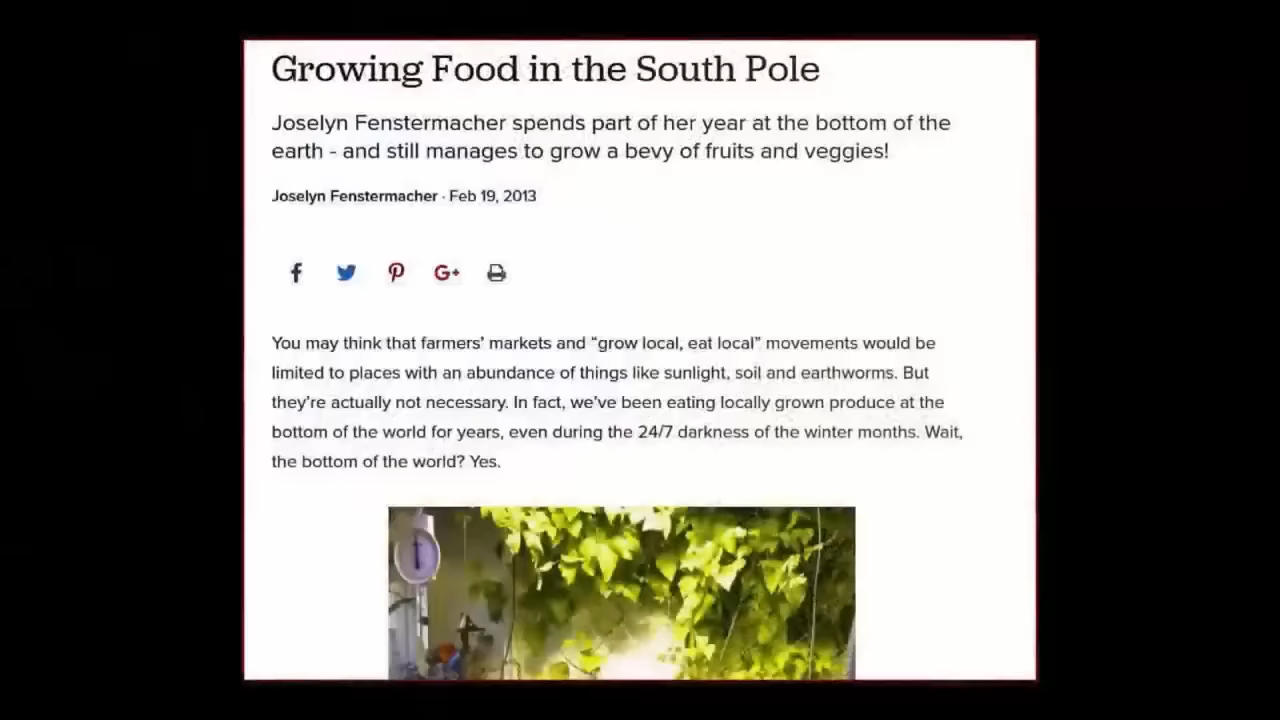 Growing Food in the South Pole
Joselyn Fenstermacher spends part of her year at the bottom of the
earth - and still manages to grow a bevy of fruits and veggies!
Joselyn Fenstermacher · Feb 19, 2013
G+
You may think that farmers’ markets and “grow local, eat local” movements would be
limited to places with an abundance of things like sunlight, soil and earthworms. But
they’re actually not necessary. In fact, we’ve been eating locally grown produce at the
bottom of the world for years, even during the 24/7 darkness of the winter months. Wait,
the bottom of the world? Yes.